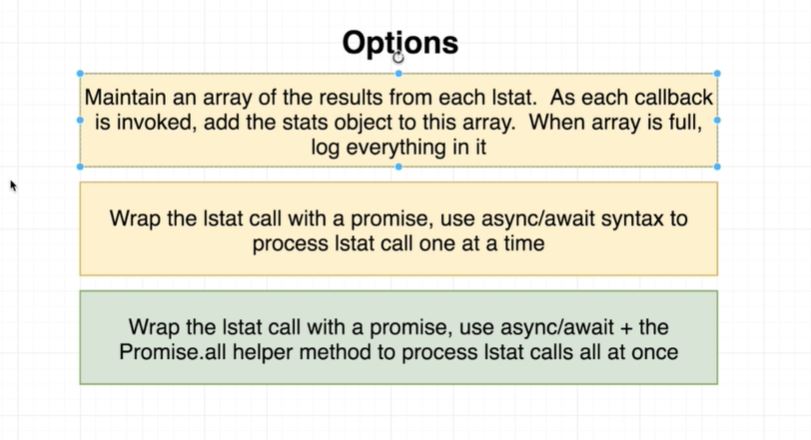 Options
Maintain an array of the results from each lstat.  As each callback
is invoked, add the stats object to this array.  When array is full,
log everything in it
Wrap the lstat call with a promise, use async/await syntax to
process lstat call one at a time
Wrap the lstat call with a promise, use async/await + the
Promise.all helper method to process lstat calls all at once